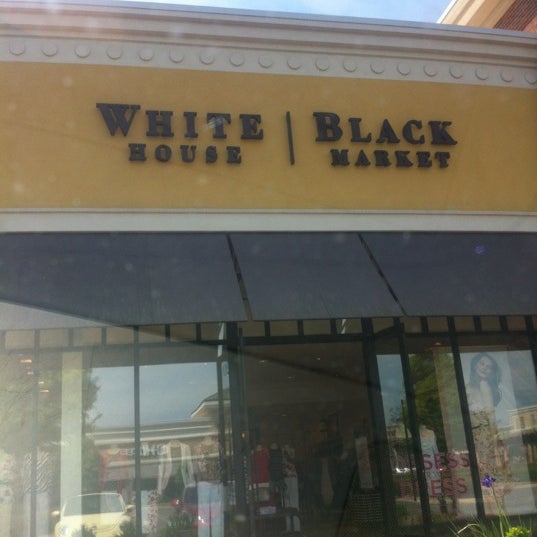 WHITE | BLACK
HOUSE MARKET